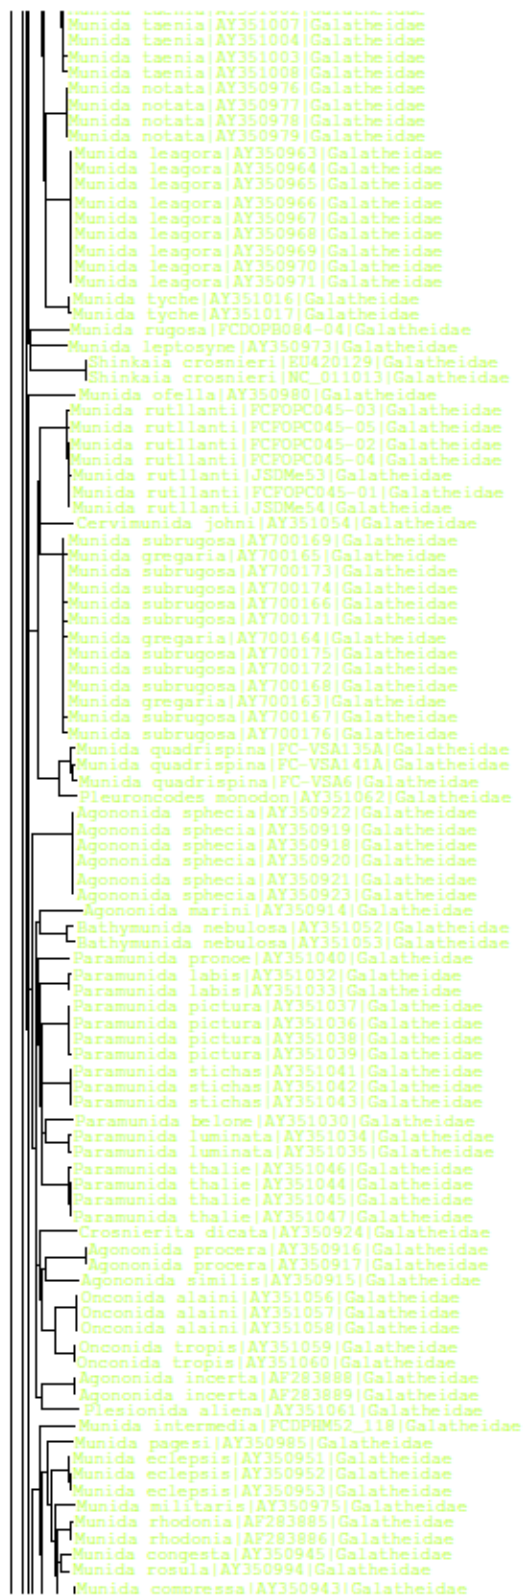 Munida taenia|AY351007|Galatheidae
Munida taenia|AY351004|Galatheidae
Munida taenia|AY351003|Galatheidae
Munida taenia|AY351008|Galatheidae
Munida notata|AY350976|Galatheidae
Munida notata|AY350977|Galatheidae
Munida notata|AY350978|Galatheidae
Munida notata|AY350979|Galatheidae
Munida leagora|AY350963|Galatheidae
Munida leagora|AY350964|Galatheidae
Munida leagora|AY350965|Galatheidae
Munida leagora|AY350966|Galatheidae
Munida leagora|AY350967|Galatheidae
Munida leagora|AY350968|Galatheidae
Munida leagora|AY350969|Galatheidae
Munida leagora|AY350970|Galatheidae
Munida leagora|AY350971|Galatheidae
Munida tyche|AY351016|Galatheidae
Munida tyche|AY351017|Galatheidae
Munida rugosa|FCDOPB084-04|Galatheidae
Munida leptosyne|AY350973|Galatheidae
Shinkaia crosnieri|EU420129|Galatheidae
Shinkaia crosnieri|NC_011013|Galatheidae
Munida ofella|AY350980|Galatheidae
Munida rutllanti|FCFOPC045-03|Galatheidae
Munida rutllanti|FCFOPC045-05|Galatheidae
Munida rutllanti|FCFOPC045-02|Galatheidae
Munida rutllanti|FCFOPC045-04|Galatheidae
Munida rutllanti|JSDMe53|Galatheidae
Munida rutllanti|FCFOPC045-01|Galatheidae
Munida rutllanti|JSDMe54|Galatheidae
Cervimunida johni|AY351054|Galatheidae
Munida subrugosa|AY700169|Galatheidae
Munida gregaria|AY700165|Galatheidae
Munida subrugosa|AY700173|Galatheidae
Munida subrugosa|AY700174|Galatheidae
Munida subrugosa|AY700166|Galatheidae
Munida subrugosa|AY700171|Galatheidae
Munida gregaria|AY700164|Galatheidae
Munida subrugosa|AY700175|Galatheidae
Munida subrugosa|AY700172|Galatheidae
Munida subrugosa|AY700168|Galatheidae
Munida gregaria|AY700163|Galatheidae
Munida subrugosa|AY700167|Galatheidae
Munida subrugosa|AY700176|Galatheidae
Munida quadrispina|FC-VSA135A|Galatheidae
Munida quadrispina|FC-VSA141A|Galatheidae
Munida quadrispina|FC-VSA6|Galatheidae
Pleuroncodes monodon|AY351062|Galatheidae
Agononida sphecia|AY350922|Galatheidae
Agononida sphecia|AY350919|Galatheidae
Agononida sphecia|AY350918|Galatheidae
Agononida sphecia|AY350920|Galatheidae
Agononida sphecia|AY350921|Galatheidae
Agononida sphecia|AY350923|Galatheidae
Agononida marini|AY350914|Galatheidae
Bathymunida nebulosa|AY351052|Galatheidae
Bathymunida nebulosa|AY351053|Galatheidae
Paramunida pronoe|AY351040|Galatheidae
Paramunida labis|AY351032|Galatheidae
Paramunida labis|AY351033|Galatheidae
Paramunida pictura|AY351037|Galatheidae
Paramunida pictura|AY351036|Galatheidae
Paramunida pictura|AY351038|Galatheidae
Paramunida pictura|AY351039|Galatheidae
Paramunida stichas|AY351041|Galatheidae
Paramunida stichas|AY351042|Galatheidae
Paramunida stichas|AY351043|Galatheidae
Paramunida belone|AY351030|Galatheidae
Paramunida luminata|AY351034|Galatheidae
Paramunida luminata|AY351035|Galatheidae
Paramunida thalie|AY351046|Galatheidae
Paramunida thalie|AY351044|Galatheidae
Paramunida thalie|AY351045|Galatheidae
Paramunida thalie|AY351047|Galatheidae
Crosnierita dicata|AY350924|Galatheidae
Agononida procera|AY350916|Galatheidae
Agononida procera|AY350917|Galatheidae
Agononida similis|AY350915|Galatheidae
Onconida alaini|AY351056|Galatheidae
Onconida alaini|AY351057|Galatheidae
Onconida alaini|AY351058|Galatheidae
Onconida tropis|AY351059|Galatheidae
Onconida tropis|AY351060|Galatheidae
Agononida incerta|AF283888|Galatheidae
Agononida incerta|AF283889|Galatheidae
Plesionida aliena|AY351061|Galatheidae
Munida intermedia|FCDPHM52_118|Galatheidae
Munida pagesi|AY350985|Galatheidae
Munida eclepsis|AY350951|Galatheidae
Munida eclepsis|AY350952|Galatheidae
Munida eclepsis|AY350953|Galatheidae
Munida militaris|AY350975|Galatheidae
Munida rhodonia|AF283885|Galatheidae
Munida rhodonia|AF283886|Galatheidae
Munida congesta|AY350945|Galatheidae
Munida rosula|AY350994|Galatheidae
Munida compressa|AY350943|Galatheidae